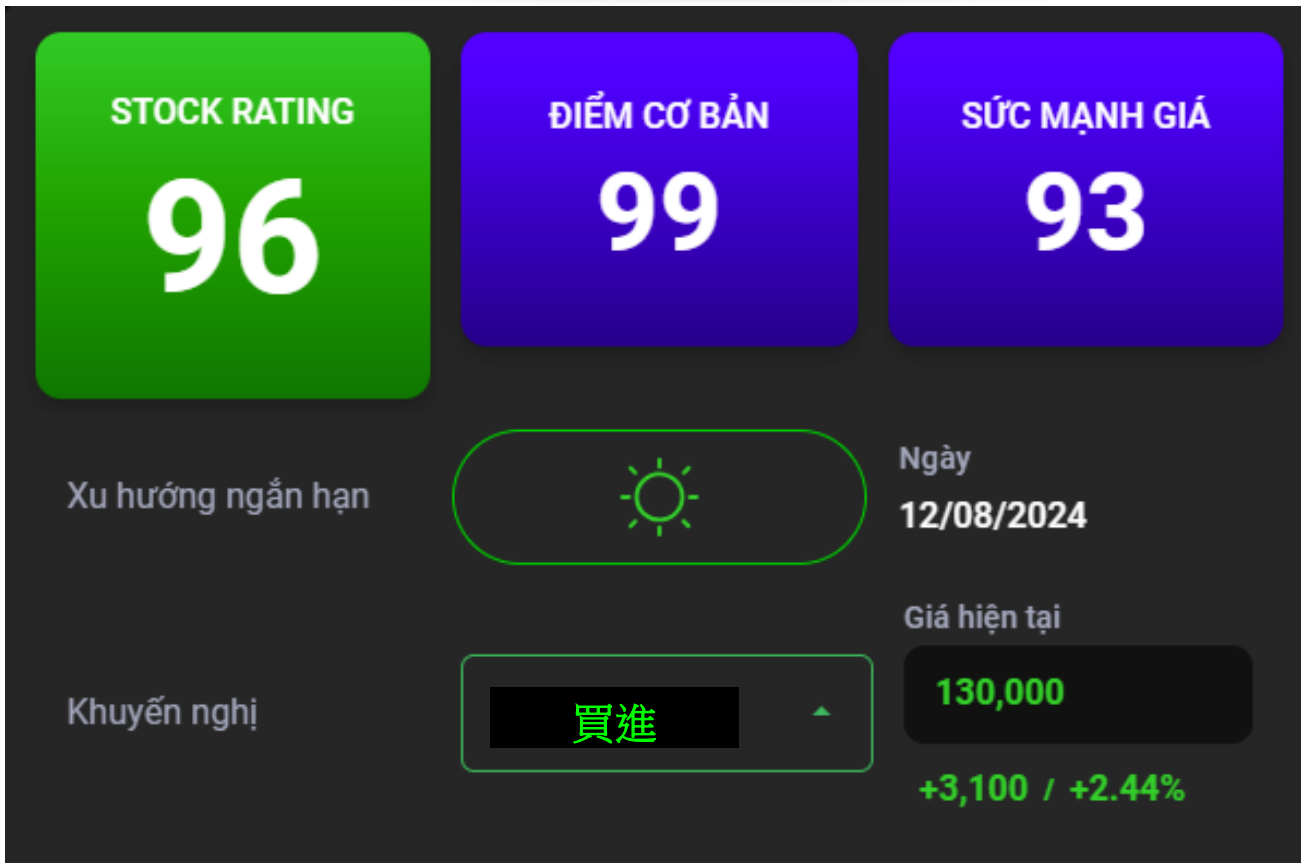 STOCK RATING
96
ĐIỂM CƠ BẢN
99
SỨC MẠNH GIÁ
93
Xu hướng ngắn hạn
Ngày
12/08/2024
Khuyến nghị
買進
Giá hiện tại
130,000
+3,100 / +2.44%